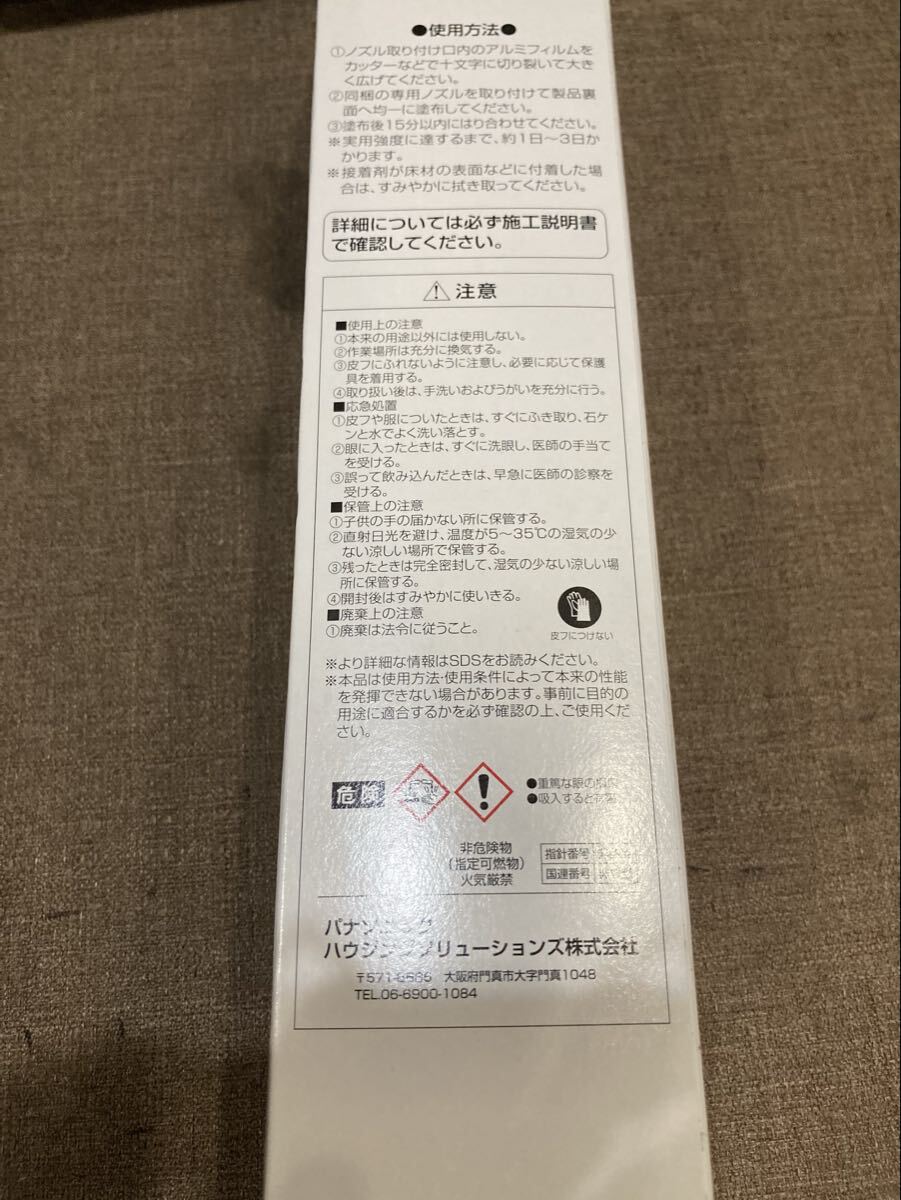 ●使用方法●
①ノズル取り付け口内のアルミフィルムを
カッターなどで十文字に切り裂いて大き
く広げてください。
②同梱の専用ノズルを取り付けて製品裏
面へ均一に塗布してください。
③塗布後15分以内にはり合わせてください。
※実用強度に達するまで、約1日〜3日か
かります。
※接着剤が床材の表面などに付着した場
合は、すみやかに拭き取ってください。
詳細については必ず施工説明書
で確認してください。
注意
■使用上の注意
①本来の用途以外には使用しない。
②作業場所は充分に換気する。
③皮フにふれないように注意し、必要に応じて保護
具を着用する。
④取り扱い後は、手洗いおよびうがいを充分に行う。
■応急処置
①皮フや服についたときは、すぐにふき取り、石ケ
ンと水でよく洗い落とす。
②眼に入ったときは、すぐに洗眼し、医師の手当て
を受ける。
③誤って飲み込んだときは、早急に医師の診察を
受ける。
■保管上の注意
①子供の手の届かない所に保管する。
②直射日光を避け、温度が5〜35℃の湿気の少
ない涼しい場所で保管する。
③残ったときは完全密封して、湿気の少ない涼しい場
所に保管する。
④開封後はすみやかに使いきる。
■廃棄上の注意
①廃棄は法令に従うこと。
皮フにつけない
※より詳細な情報はSDSをお読みください。
※本品は使用方法・使用条件によって本来の性能
を発揮できない場合があります。事前に目的の
用途に適合するかを必ず確認の上、ご使用くだ
さい。
危険
●重篤な眼の
●吸入すると
非危険物
(指定可燃物)
火気厳禁
指針番号
国連番号
パナソニック
ハウジングソリューションズ株式会社
〒571-8686 大阪府門真市大字門真1048
TEL.06-6900-1084